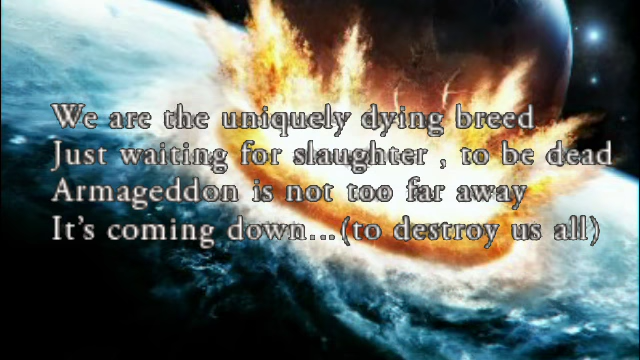 We are the uniquely dying breed
Just waiting for slaughter , to be dead
Armageddon is not too far away
It's coming down...(to destroy us all)